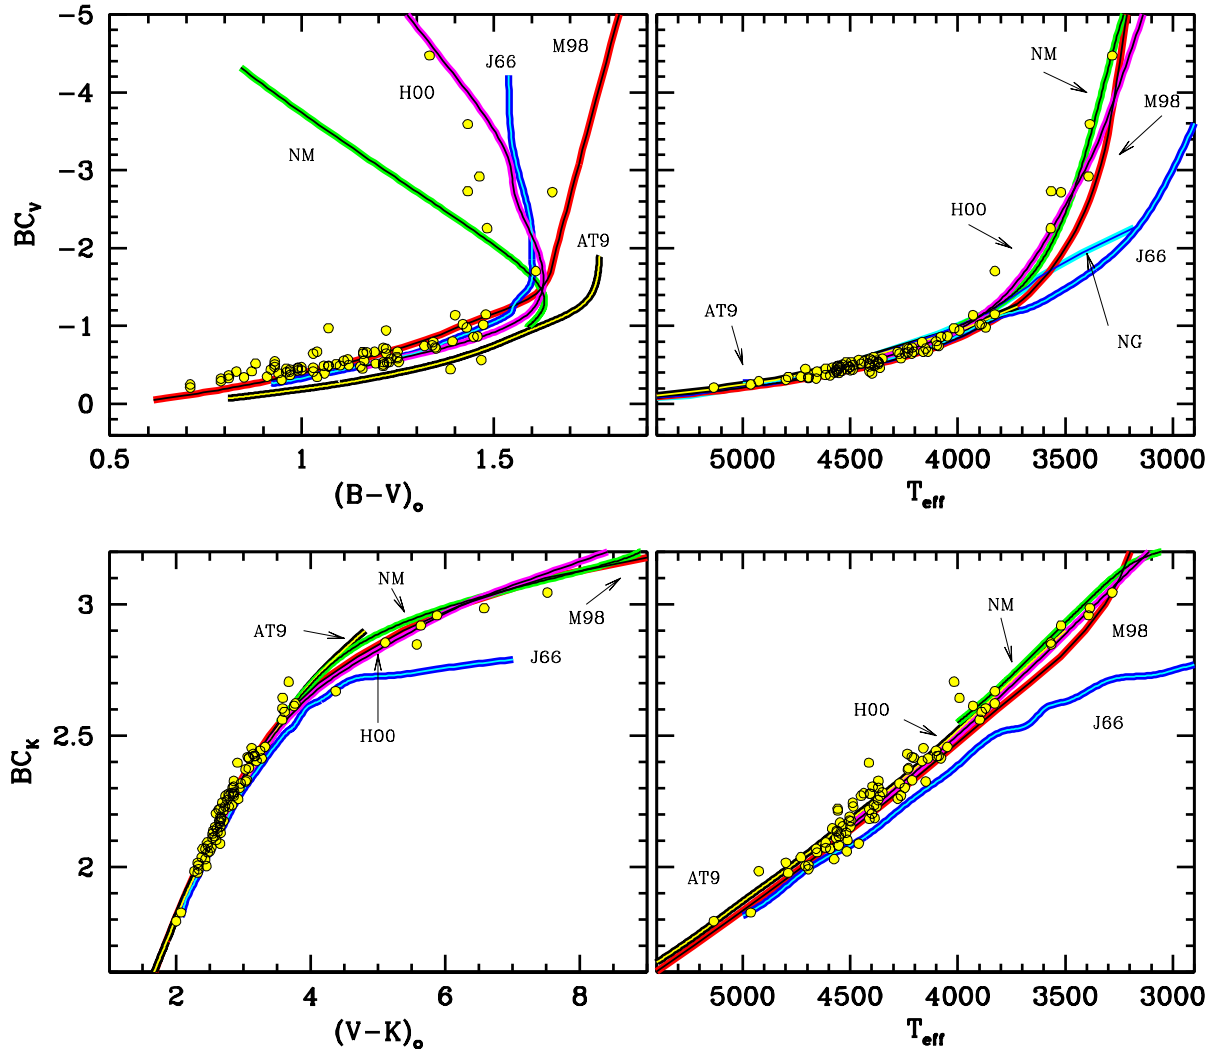 −5
−4
−3
−2
−1
0
BC_V
M98
J66
H00
NM
AT9
0.5 1 1.5
(B−V)_o
NM
M98
H00
J66
AT9
NG
5000 4500 4000 3500 3000
T_eff
3
2.5
2
BC_K
NM
AT9
M98
J66
H00
2 4 6 8
(V−K)_o
NM
M98
H00
J66
AT9
5000 4500 4000 3500 3000
T_eff